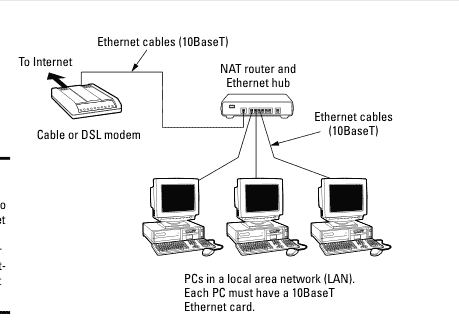 Ethernet cables (10BaseT)
To Internet
NAT router and
Ethernet hub
Cable or DSL modem
Ethernet cables
(10BaseT)
PCs in a local area network (LAN).
Each PC must have a 10BaseT
Ethernet card.